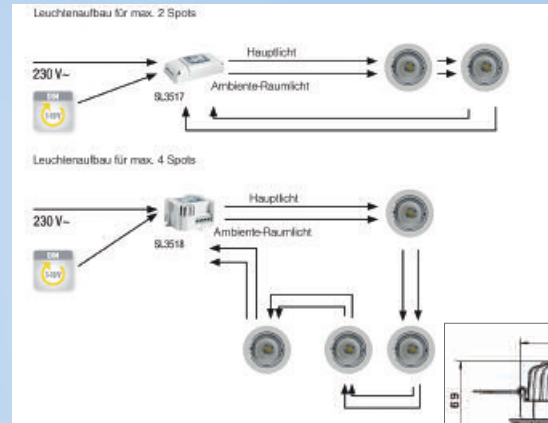 Leuchtenaufbau für max. 2 Spots
Hauptlicht
230 V~
Ambiente-Raumlicht
SL3517
DIM
1-10V
Leuchtenaufbau für max. 4 Spots
Hauptlicht
230 V~
Ambiente-Raumlicht
SL3518
DIM
1-10V
69